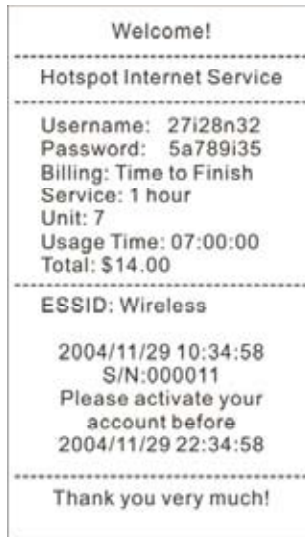 Welcome!
Hotspot Internet Service
Username: 27i28n32
Password: 5a789i35
Billing: Time to Finish
Service: 1 hour
Unit: 7
Usage Time: 07:00:00
Total: $14.00
ESSID: Wireless
2004/11/29 10:34:58
S/N:000011
Please activate your
account before
2004/11/29 22:34:58
Thank you very much!